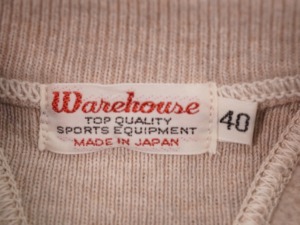 Warehouse
TOP QUALITY
SPORTS EQUIPMENT
MADE IN JAPAN
40